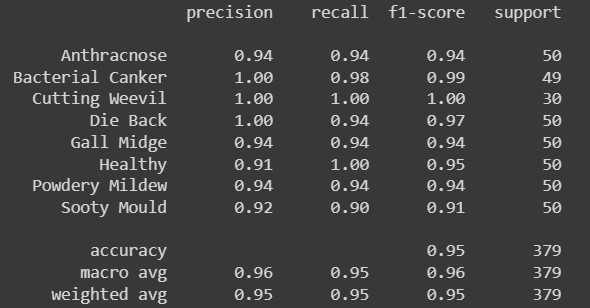 precision recall f1-score support
Anthracnose 0.94 0.94 0.94 50
Bacterial Canker 1.00 0.98 0.99 49
Cutting Weevil 1.00 1.00 1.00 30
Die Back 1.00 0.94 0.97 50
Gall Midge 0.94 0.94 0.94 50
Healthy 0.91 1.00 0.95 50
Powdery Mildew 0.94 0.94 0.94 50
Sooty Mould 0.92 0.90 0.91 50
accuracy 0.95 379
macro avg 0.96 0.95 0.96 379
weighted avg 0.95 0.95 0.95 379